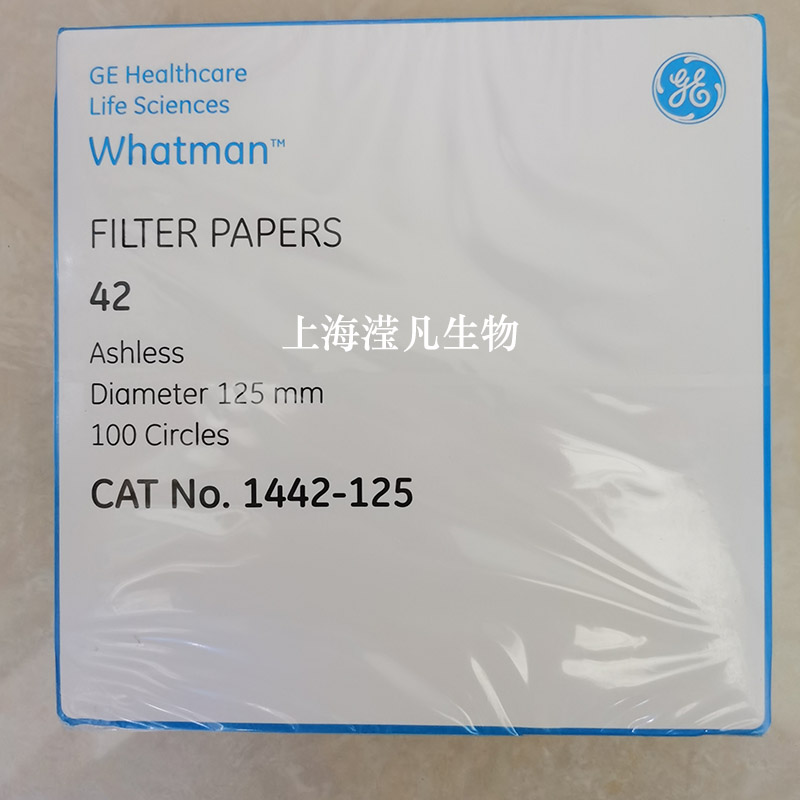 GE Healthcare
Life Sciences
Whatman™
GE
FILTER PAPERS
42
上海滢凡生物
Ashless
Diameter 125 mm
100 Circles
CAT No. 1442-125